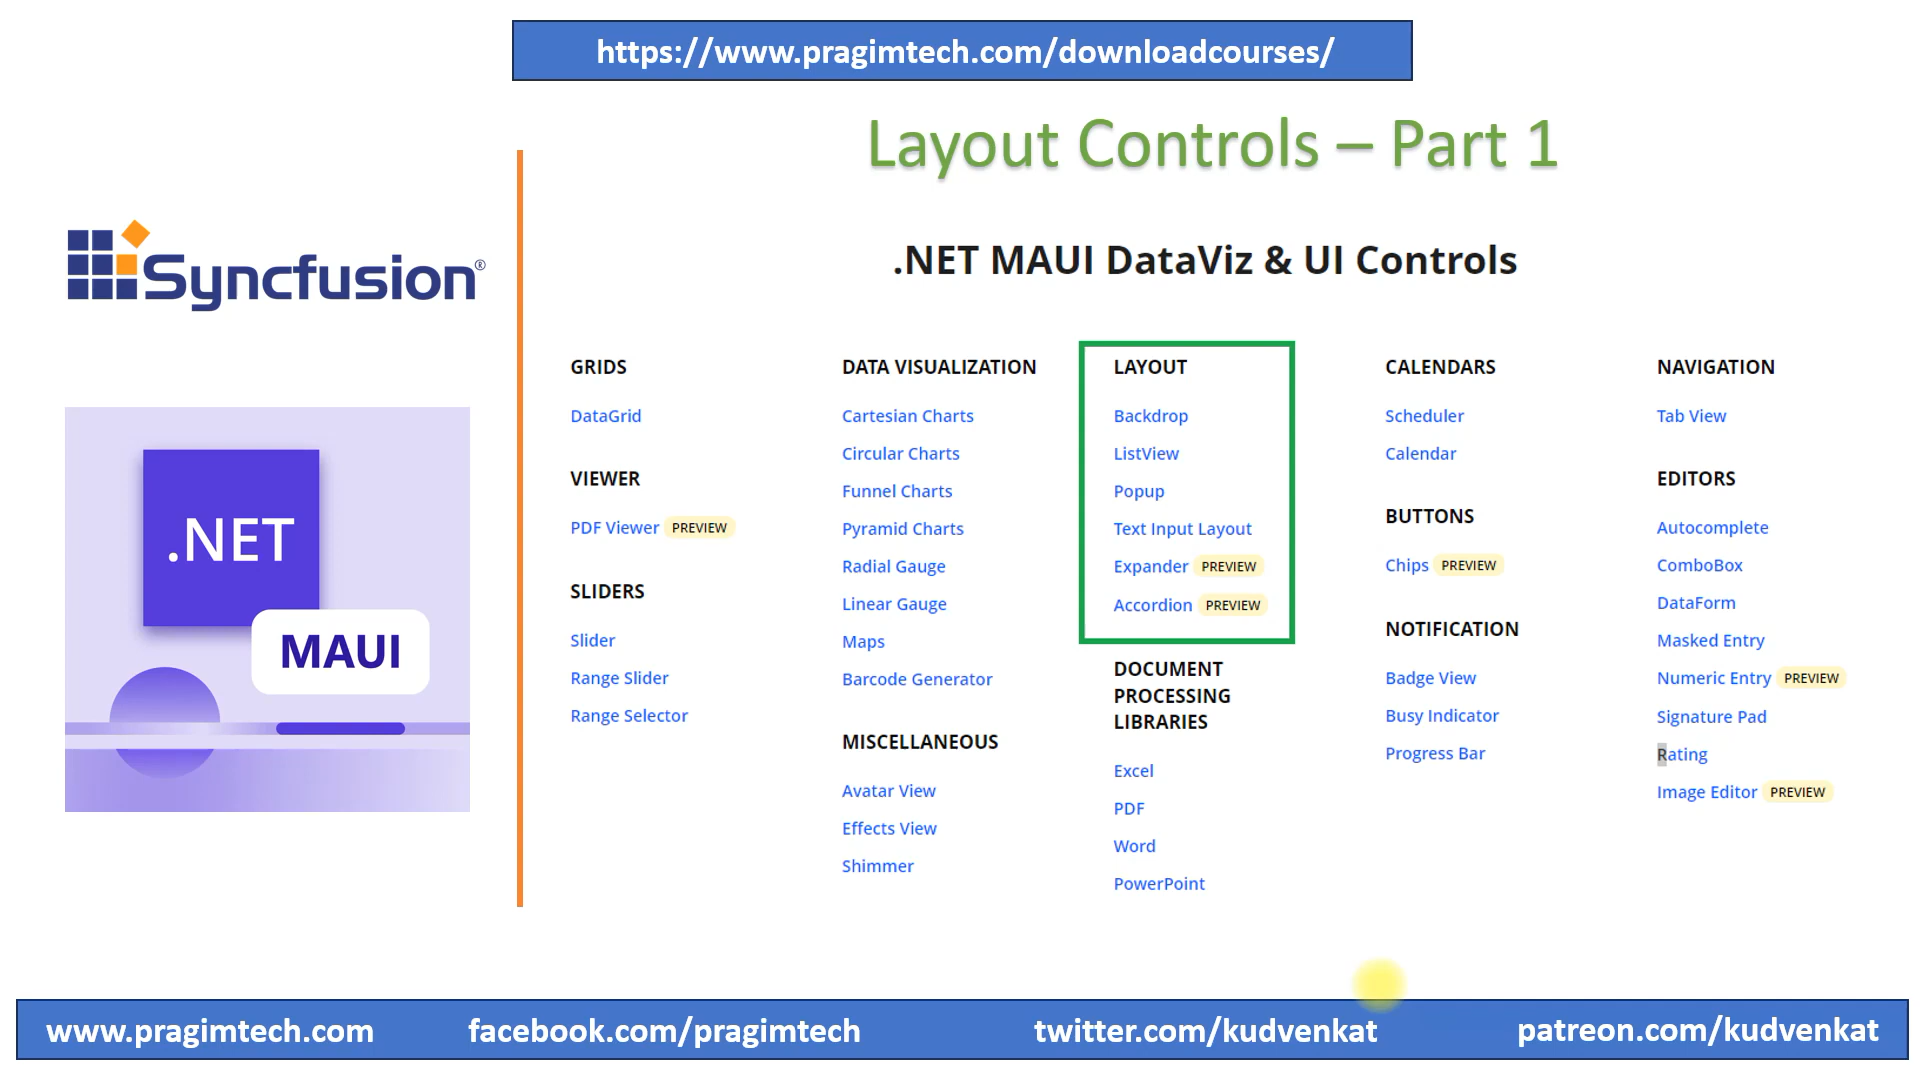 https://www.pragimtech.com/downloadcourses/
Layout Controls – Part 1
Syncfusion®
.NET
MAUI
.NET MAUI DataViz & UI Controls
GRIDS
DataGrid
VIEWER
PDF Viewer PREVIEW
SLIDERS
Slider
Range Slider
Range Selector
DATA VISUALIZATION
Cartesian Charts
Circular Charts
Funnel Charts
Pyramid Charts
Radial Gauge
Linear Gauge
Maps
Barcode Generator
MISCELLANEOUS
Avatar View
Effects View
Shimmer
LAYOUT
Backdrop
ListView
Popup
Text Input Layout
Expander PREVIEW
Accordion PREVIEW
DOCUMENT
PROCESSING
LIBRARIES
Excel
PDF
Word
PowerPoint
CALENDARS
Scheduler
Calendar
BUTTONS
Chips PREVIEW
NOTIFICATION
Badge View
Busy Indicator
Progress Bar
NAVIGATION
Tab View
EDITORS
Autocomplete
ComboBox
DataForm
Masked Entry
Numeric Entry PREVIEW
Signature Pad
Rating
Image Editor PREVIEW
www.pragimtech.com facebook.com/pragimtech twitter.com/kudvenkat patreon.com/kudvenkat